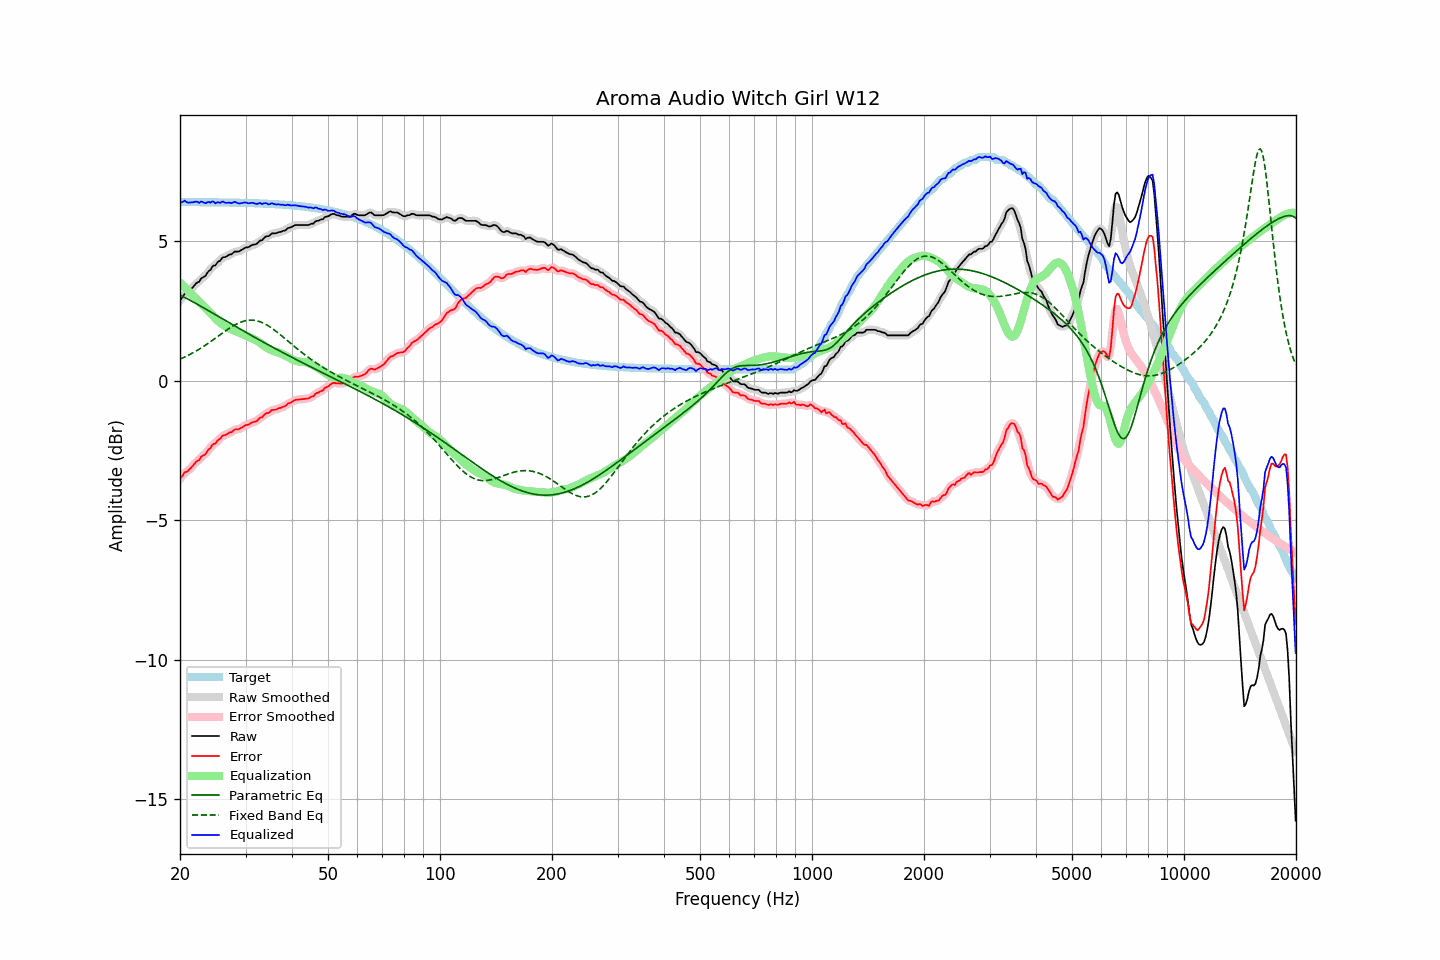 Aroma Audio Witch Girl W12
Amplitude (dBr)
5
0
−5
−10
−15
Target
Raw Smoothed
Error Smoothed
Raw
Error
Equalization
Parametric Eq
Fixed Band Eq
Equalized
20 50 100 200 500 1000 2000 5000 10000 20000
Frequency (Hz)